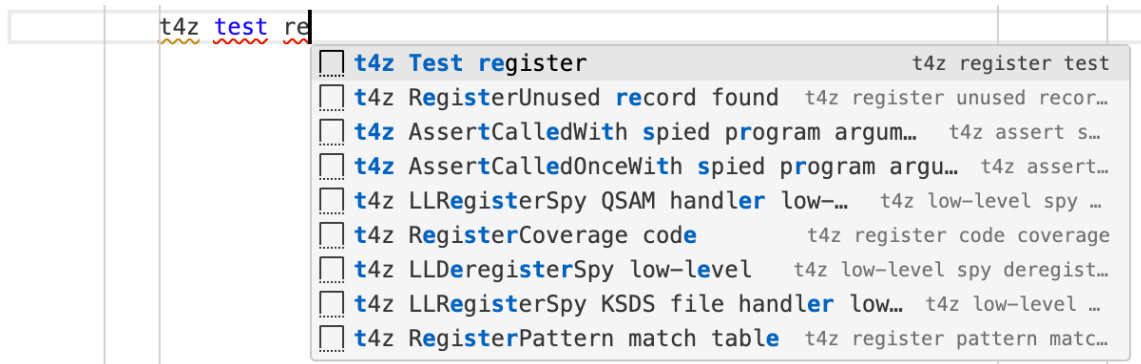 t4z test re
t4z Test register t4z register test
t4z RegisterUnused record found t4z register unused recor…
t4z AssertCalledWith spied program argum… t4z assert s…
t4z AssertCalledOnceWith spied program argu… t4z assert…
t4z LLRegisterSpy QSAM handler low-… t4z low-level spy …
t4z RegisterCoverage code t4z register code coverage
t4z LLDeregisterSpy low-level t4z low-level spy deregist…
t4z LLRegisterSpy KSDS file handler low… t4z low-level …
t4z RegisterPattern match table t4z register pattern matc…